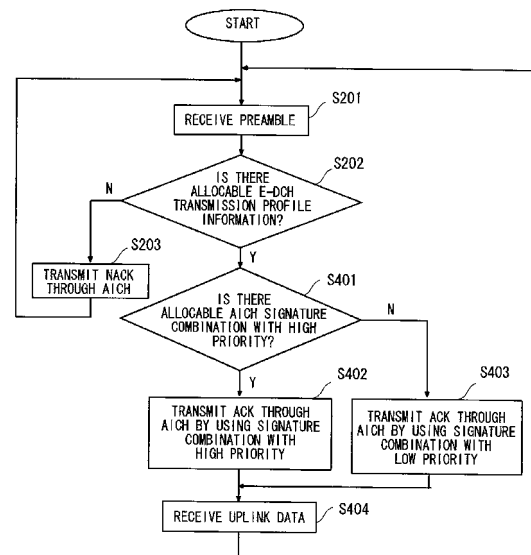 START
S201
RECEIVE PREAMBLE
S202
IS THERE
ALLOCABLE E-DCH
TRANSMISSION PROFILE
INFORMATION?
N
Y
S203
TRANSMIT NACK
THROUGH AICH
S401
IS THERE
ALLOCABLE AICH SIGNATURE
COMBINATION WITH HIGH
PRIORITY?
N
Y
S402
TRANSMIT ACK THROUGH
AICH BY USING SIGNATURE
COMBINATION WITH
HIGH PRIORITY
S403
TRANSMIT ACK THROUGH
AICH BY USING SIGNATURE
COMBINATION WITH
LOW PRIORITY
S404
RECEIVE UPLINK DATA